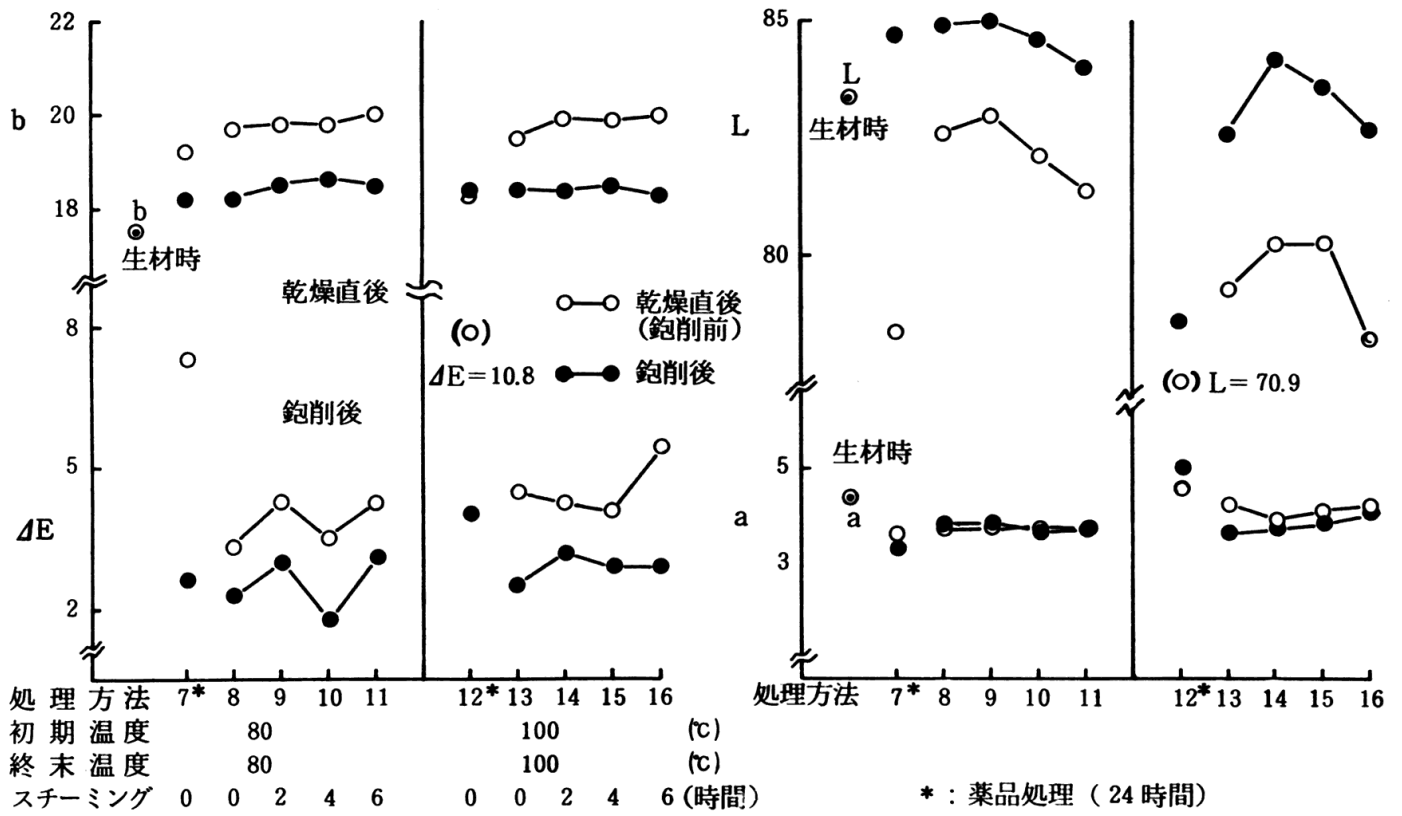 22
b
20
18
b
生材時
乾燥直後
8
鉋削後
5
ΔE
2
(○)
ΔE=10.8
○―○ 乾燥直後
(鉋削前)
●―● 鉋削後
処理方法 7* 8 9 10 11 12* 13 14 15 16
初期温度 80 100 (℃)
終末温度 80 100 (℃)
スチーミング 0 0 2 4 6 0 0 2 4 6 (時間)
85
L
L
生材時
80
(○) L=70.9
5
生材時
a
a
3
処理方法 7* 8 9 10 11 12* 13 14 15 16
*:薬品処理(24時間)